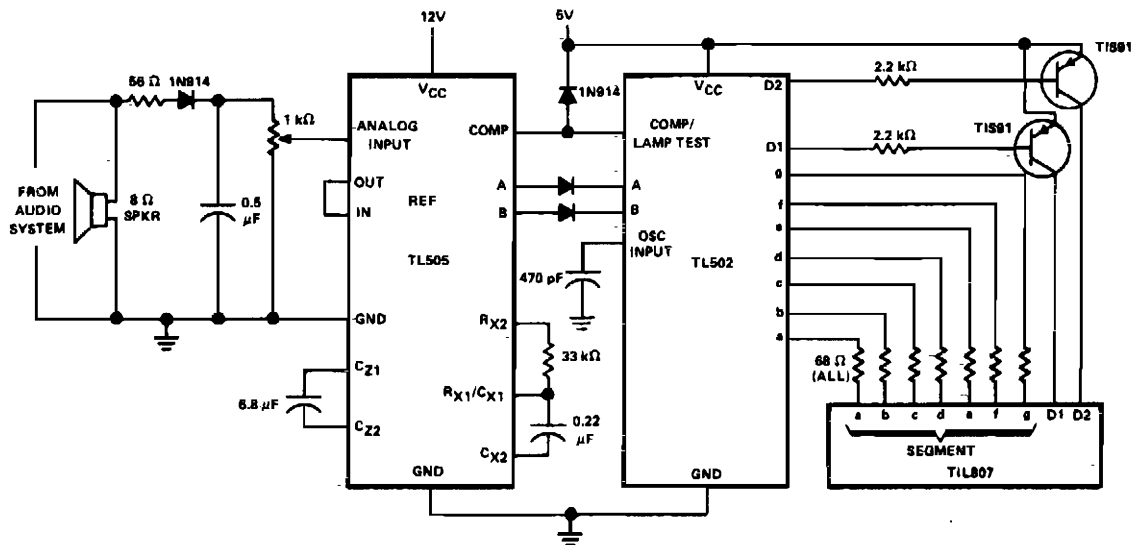 12V
5V
TIS91
56 Ω 1N914
2.2 kΩ
VCC
1N914
VCC
D2
1 kΩ
ANALOG
INPUT
COMP
COMP/
LAMP TEST
TIS91
2.2 kΩ
D1
g
OUT
REF
IN
A
A
B
B
f
e
d
c
b
a
FROM
AUDIO
SYSTEM
8 Ω
SPKR
0.5
μF
OSC
INPUT
TL505
TL502
470 pF
GND
RX2
33 kΩ
68 Ω
(ALL)
CZ1
6.8 μF
CZ2
RX1/CX1
0.22
μF
CX2
GND
GND
a b c d e f g D1 D2
SEGMENT
TIL807